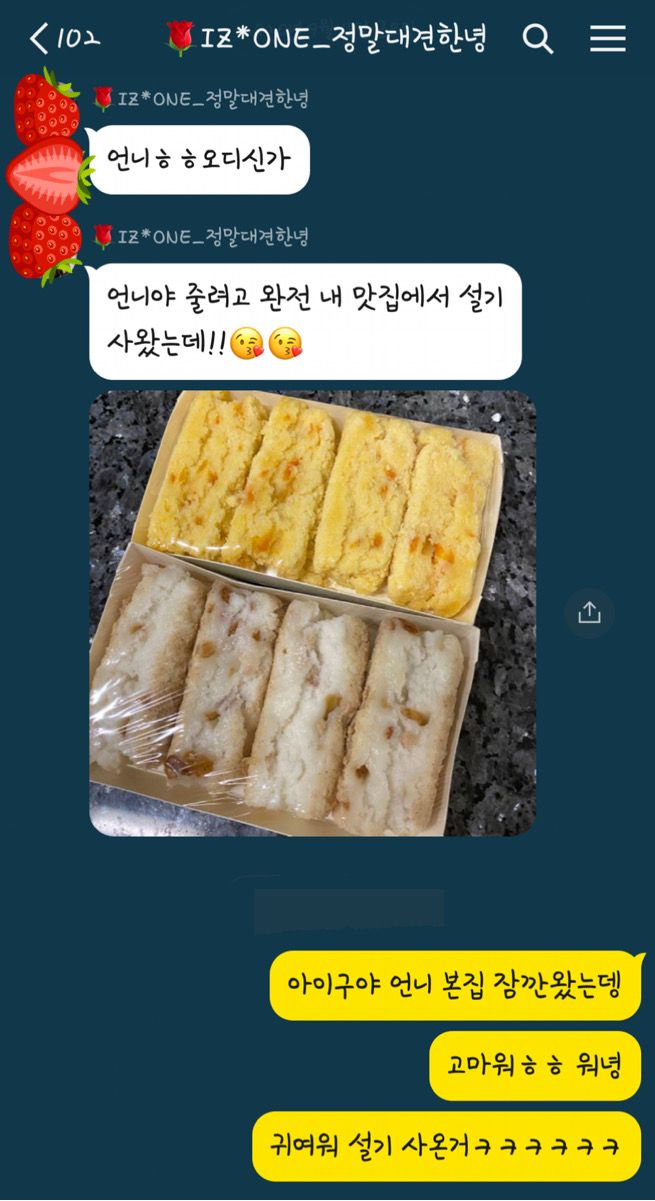 102
IZ*ONE_정말대견한녕
IZ*ONE_정말대견한녕
언니ㅎㅎ오디신가
IZ*ONE_정말대견한녕
언니야 줄려고 완전 내 맛집에서 설기
사왔는데!!
아이구야 언니 본집 잠깐왔는뎅
고마워ㅎㅎ 워녕
귀여워 설기 사온거ㅋㅋㅋㅋㅋㅋ